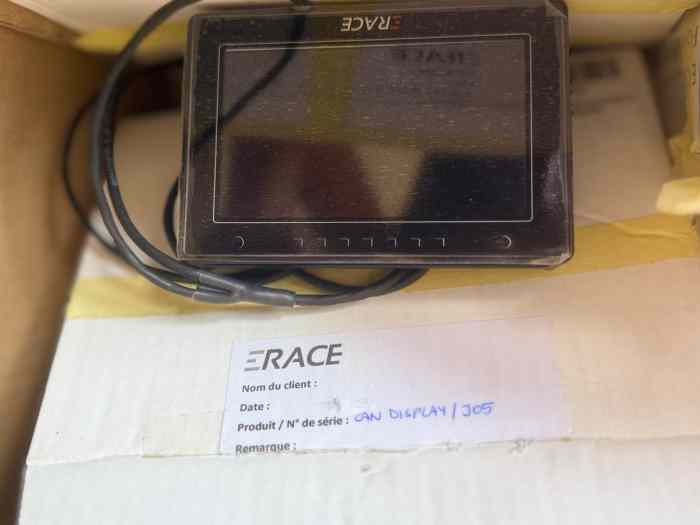 ERACE
ERACE
Nom du client :
Date :
Produit / N° de série : CAN DISPLAY / J05
Remarque :